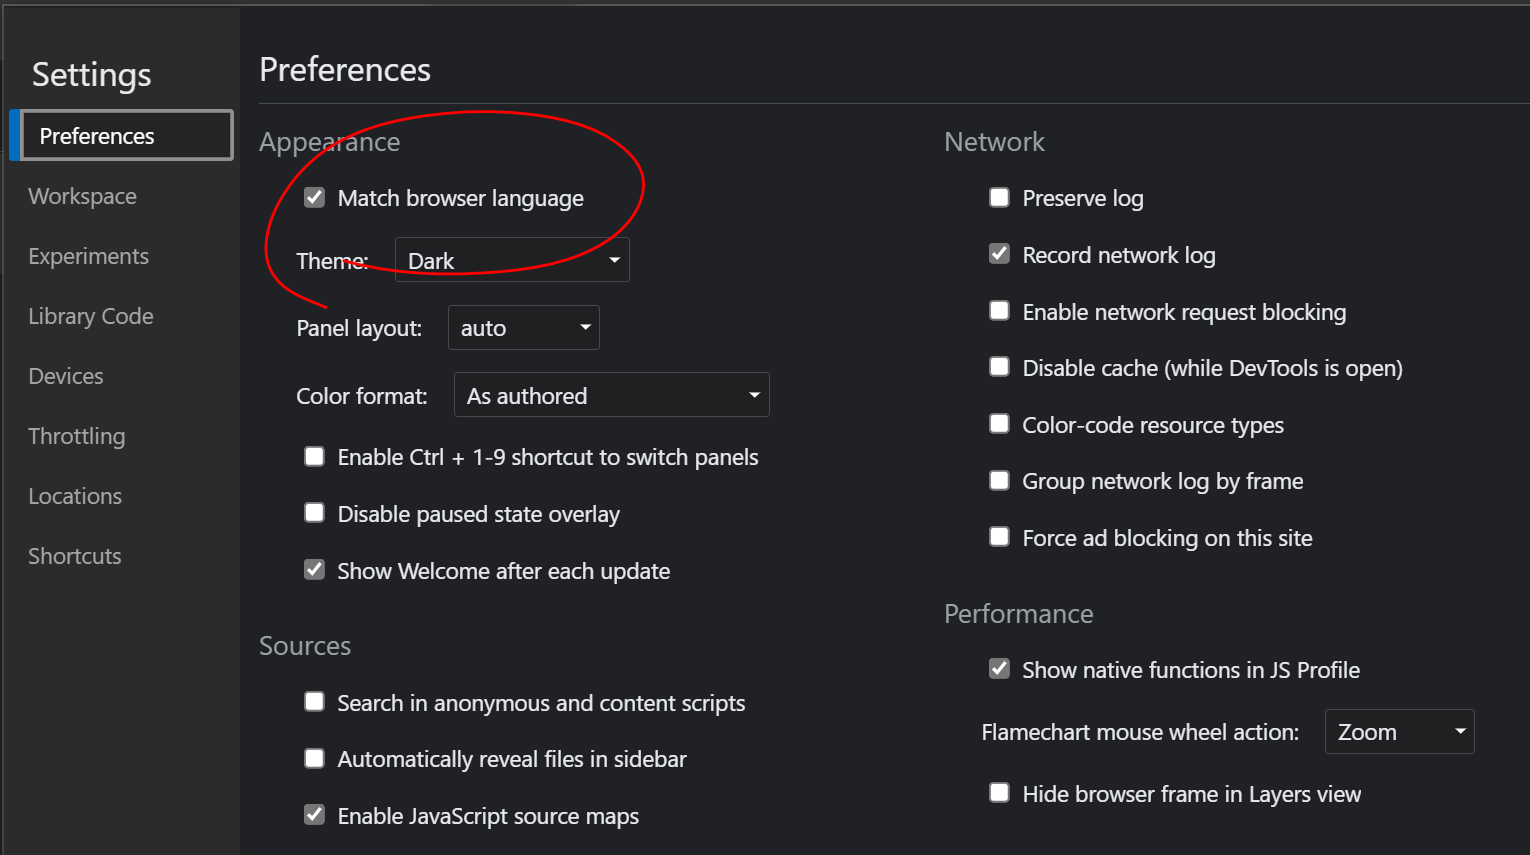 Settings
Preferences
Workspace
Experiments
Library Code
Devices
Throttling
Locations
Shortcuts
Preferences
Appearance
Match browser language
Theme: Dark
Panel layout: auto
Color format: As authored
Enable Ctrl + 1-9 shortcut to switch panels
Disable paused state overlay
Show Welcome after each update
Sources
Search in anonymous and content scripts
Automatically reveal files in sidebar
Enable JavaScript source maps
Network
Preserve log
Record network log
Enable network request blocking
Disable cache (while DevTools is open)
Color-code resource types
Group network log by frame
Force ad blocking on this site
Performance
Show native functions in JS Profile
Flamechart mouse wheel action: Zoom
Hide browser frame in Layers view